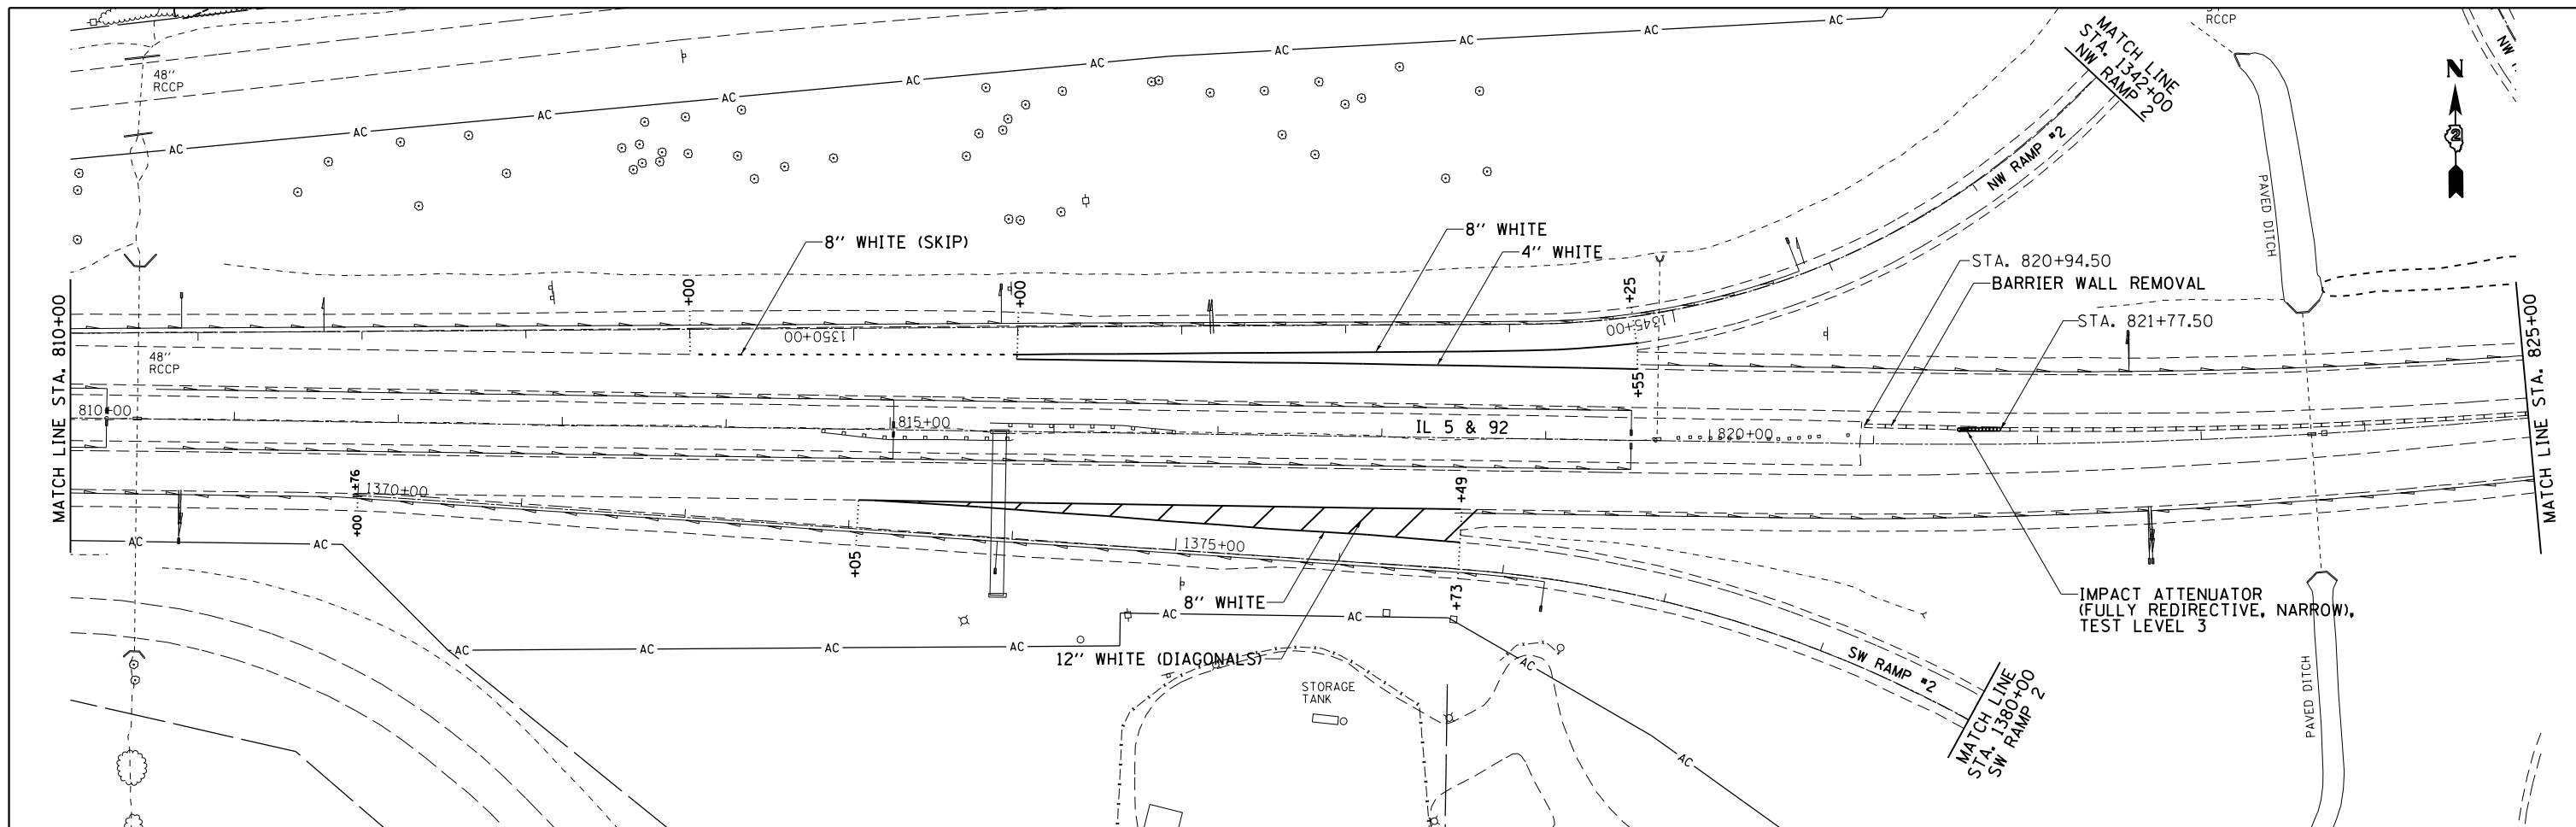 48"
RCCP
RCCP
MATCH LINE
STA. 1342+00
NW RAMP 2
NW
N
2
NW RAMP #2
PAVED DITCH
AC
AC
AC
AC
AC
AC
AC
AC
AC
AC
8" WHITE (SKIP)
8" WHITE
4" WHITE
STA. 820+94.50
BARRIER WALL REMOVAL
STA. 821+77.50
+00
+00
+25
1350+00
1345+00
+55
MATCH LINE STA. 810+00
48"
RCCP
810+00
815+00
IL 5 & 92
820+00
MATCH LINE STA. 825+00
+76
+00
1370+00
+05
1375+00
+49
+73
8" WHITE
12" WHITE (DIAGONALS)
IMPACT ATTENUATOR
(FULLY REDIRECTIVE, NARROW),
TEST LEVEL 3
AC
AC
AC
AC
AC
AC
AC
AC
AC
AC
STORAGE
TANK
SW RAMP #2
MATCH LINE
STA. 1380+00
SW RAMP 2
PAVED DITCH